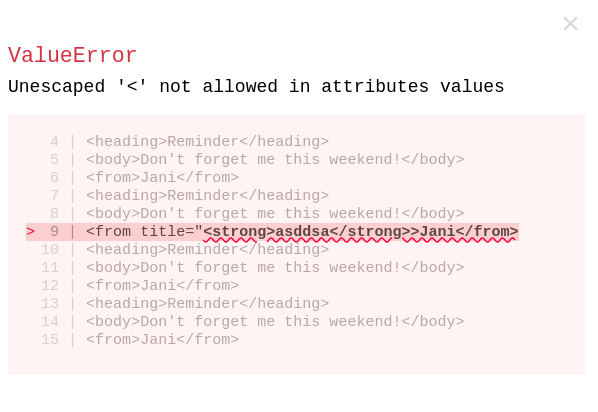 ×
ValueError
Unescaped '<' not allowed in attributes values
4 | <heading>Reminder</heading>
5 | <body>Don't forget me this weekend!</body>
6 | <from>Jani</from>
7 | <heading>Reminder</heading>
8 | <body>Don't forget me this weekend!</body>
> 9 | <from title="<strong>asddsa</strong>>Jani</from>
10 | <heading>Reminder</heading>
11 | <body>Don't forget me this weekend!</body>
12 | <from>Jani</from>
13 | <heading>Reminder</heading>
14 | <body>Don't forget me this weekend!</body>
15 | <from>Jani</from>